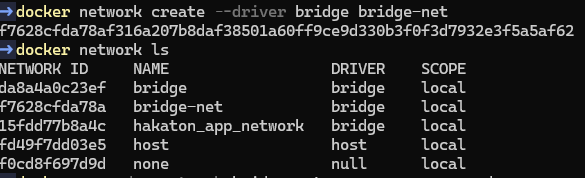 →docker network create --driver bridge bridge-net
f7628cfda78af316a207b8daf38501a60ff9ce9d330b3f0f3d7932e3f5a5af62
→docker network ls
NETWORK ID NAME DRIVER SCOPE
da8a4a0c23ef bridge bridge local
f7628cfda78a bridge-net bridge local
15fdd77b8a4c hakaton_app_network bridge local
fd49f7dd03e5 host host local
f0cd8f697d9d none null local